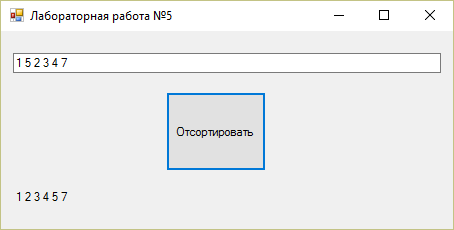 Лабораторная работа №5
1 5 2 3 4 7
Отсортировать
1 2 3 4 5 7